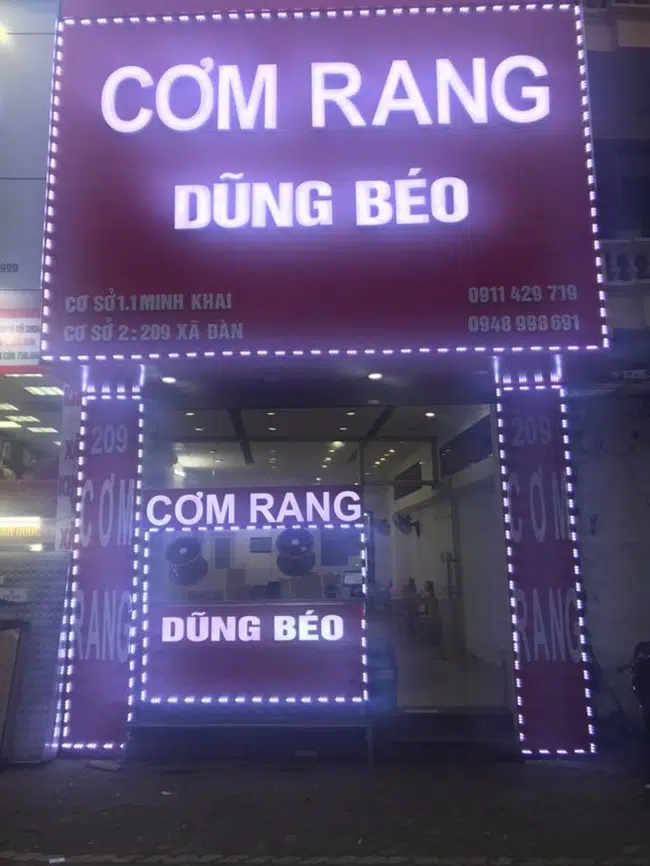 CƠM RANG
DŨNG BÉO
CƠ SỞ 1.1 MINH KHAI
0911 429 719
CƠ SỞ 2: 209 XÃ ĐÀN
0948 998 691
999
209
CƠM
RANG
CƠM RANG
DŨNG BÉO
209
CƠM
RANG